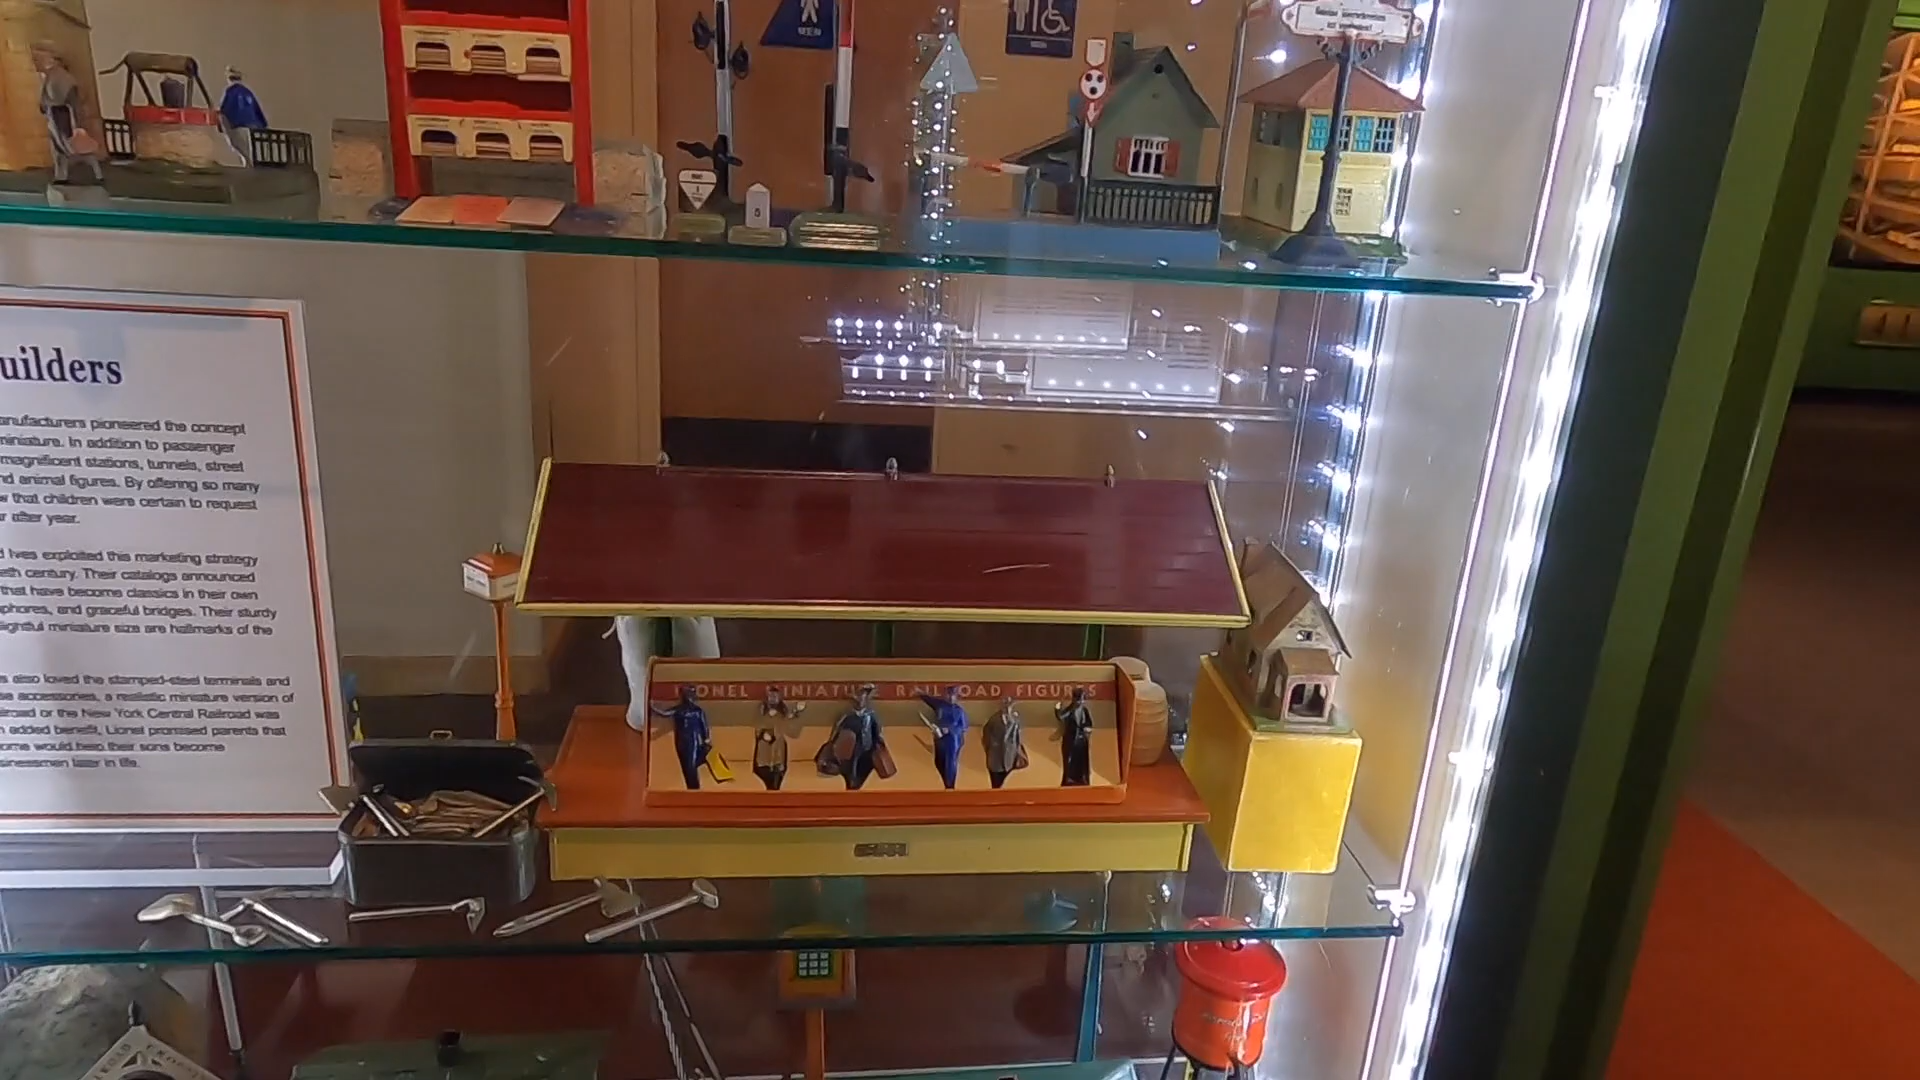 MEN
uilders
anufacturers pioneered the concept
miniature. In addition to passenger
magnificent stations, tunnels, street
nd animal figures. By offering so many
w that children were certain to request
r after year.
d Ives exploited this marketing strategy
eth century. Their catalogs announced
that have become classics in their own
phores, and graceful bridges. Their sturdy
lightful miniature size are hallmarks of the
s also loved the stamped-steel terminals and
se accessories, a realistic miniature version of
ilroad or the New York Central Railroad was
n added benefit, Lionel promised parents that
ome would help their sons become
sinessmen later in life.
LIONEL MINIATURE RAILROAD FIGURES